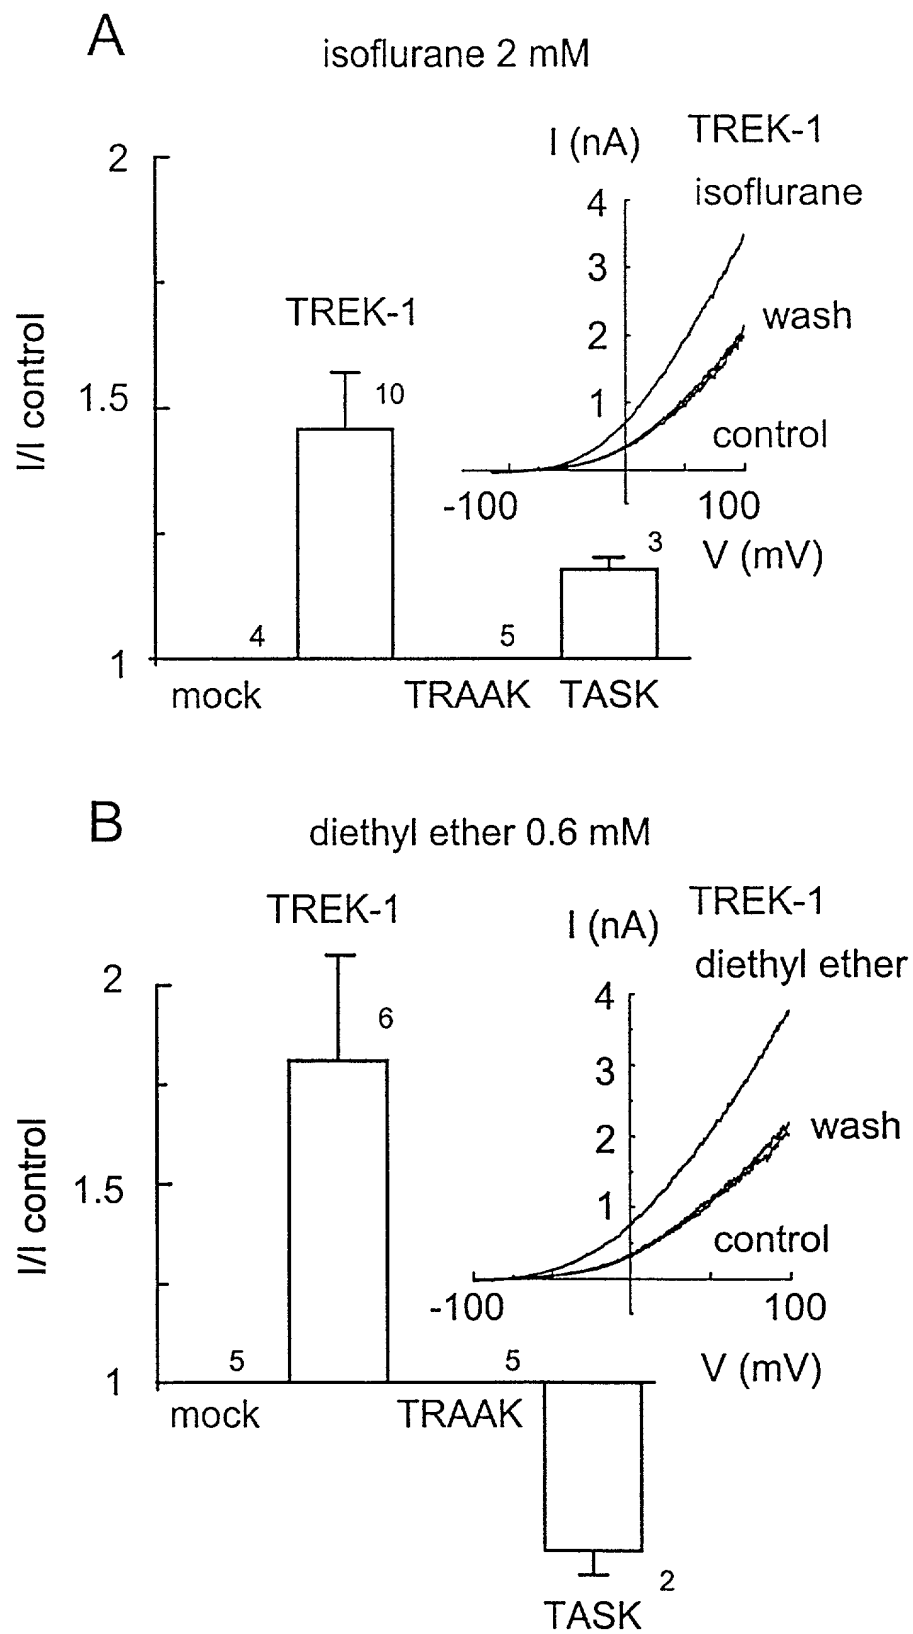 A
isoflurane 2 mM
I (nA)
TREK-1
2
isoflurane
4
3
TREK-1
wash
2
10
1.5
1
control
I/I control
-100
100
3
V (mV)
4
5
1
mock
TRAAK
TASK
B
diethyl ether 0.6 mM
TREK-1
TREK-1
I (nA)
diethyl ether
2
4
6
3
wash
2
1.5
1
control
I/I control
-100
100
5
5
V (mV)
1
mock
TRAAK
2
TASK